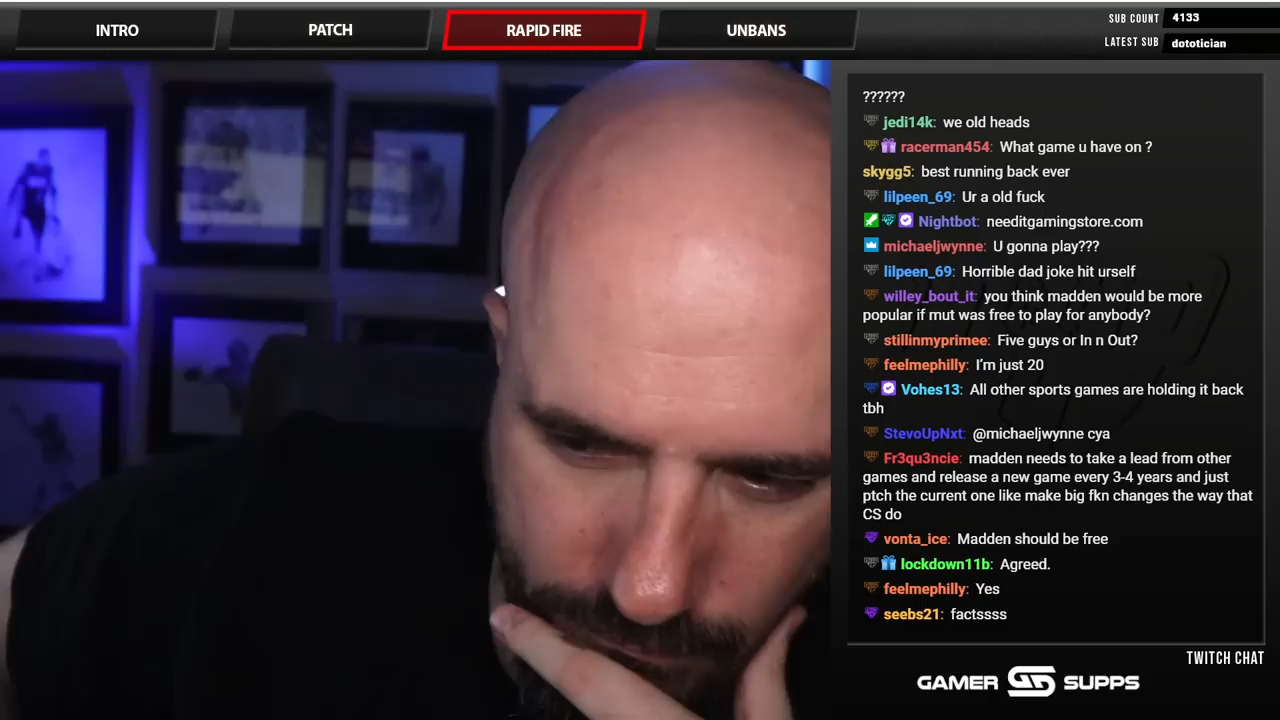 INTRO
PATCH
RAPID FIRE
UNBANS
SUB COUNT 4133
LATEST SUB dototician
??????
jedi14k: we old heads
racerman454: What game u have on ?
skygg5: best running back ever
lilpeen_69: Ur a old fuck
Nightbot: needitgamingstore.com
michaeljwynne: U gonna play???
lilpeen_69: Horrible dad joke hit urself
willey_bout_it: you think madden would be more
popular if mut was free to play for anybody?
stillinmyprimee: Five guys or In n Out?
feelmephilly: I'm just 20
Vohes13: All other sports games are holding it back
tbh
StevoUpNxt: @michaeljwynne cya
Fr3qu3ncie: madden needs to take a lead from other
games and release a new game every 3-4 years and just
ptch the current one like make big fkn changes the way that
CS do
vonta_ice: Madden should be free
lockdown11b: Agreed.
feelmephilly: Yes
seebs21: factssss
TWITCH CHAT
GAMER SUPPS